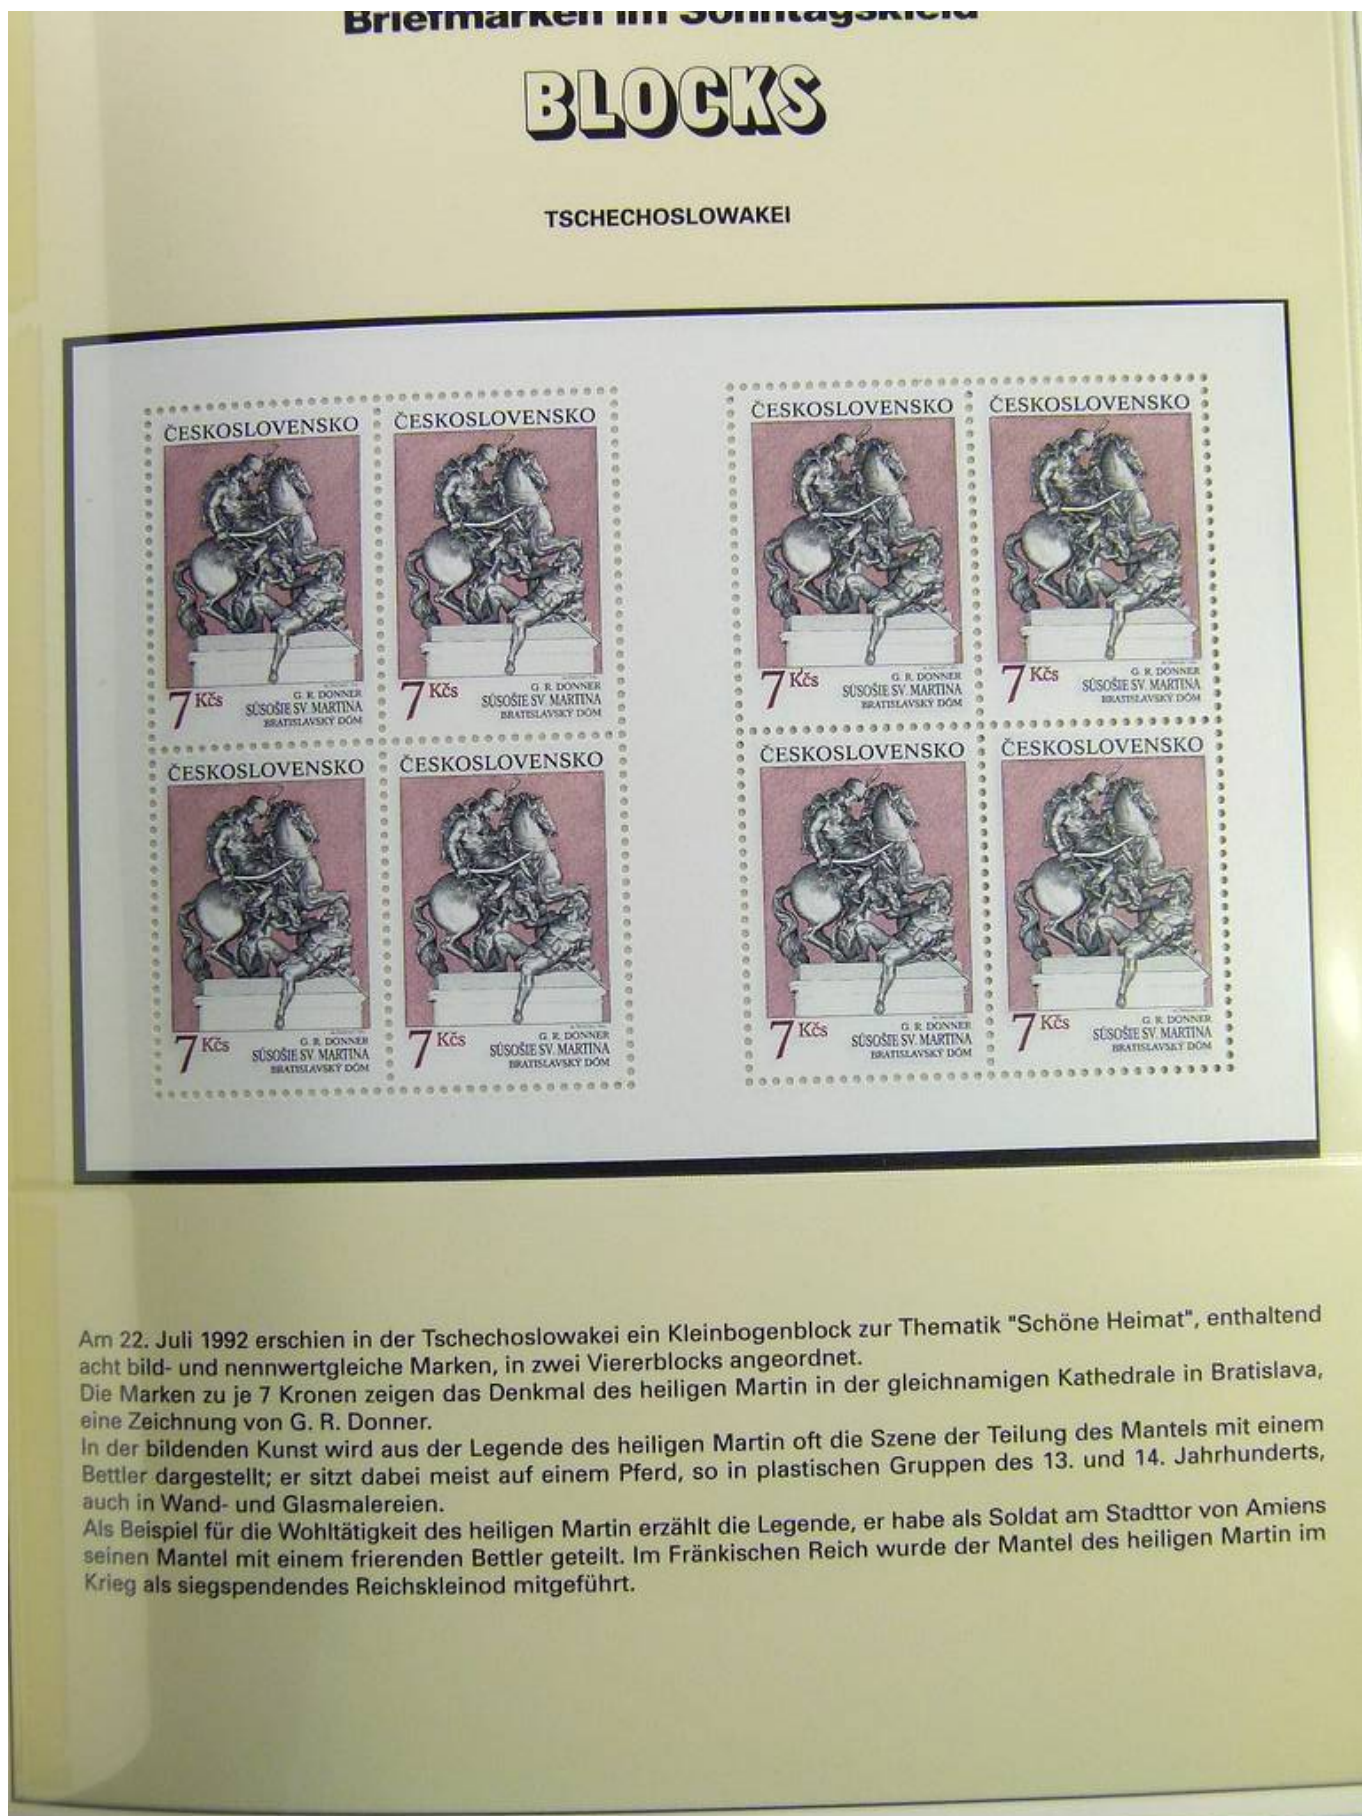 Briefmarken im Sonntagskleid
BLOCKS
TSCHECHOSLOWAKEI
ČESKOSLOVENSKO
7 Kčs
G. R. DONNER
SÚSOŠIE SV. MARTINA
BRATISLAVSKÝ DÓM
ČESKOSLOVENSKO
7 Kčs
G. R. DONNER
SÚSOŠIE SV. MARTINA
BRATISLAVSKÝ DÓM
ČESKOSLOVENSKO
7 Kčs
G. R. DONNER
SÚSOŠIE SV. MARTINA
BRATISLAVSKÝ DÓM
ČESKOSLOVENSKO
7 Kčs
G. R. DONNER
SÚSOŠIE SV. MARTINA
BRATISLAVSKÝ DÓM
ČESKOSLOVENSKO
7 Kčs
G. R. DONNER
SÚSOŠIE SV. MARTINA
BRATISLAVSKÝ DÓM
ČESKOSLOVENSKO
7 Kčs
G. R. DONNER
SÚSOŠIE SV. MARTINA
BRATISLAVSKÝ DÓM
ČESKOSLOVENSKO
7 Kčs
G. R. DONNER
SÚSOŠIE SV. MARTINA
BRATISLAVSKÝ DÓM
ČESKOSLOVENSKO
7 Kčs
G. R. DONNER
SÚSOŠIE SV. MARTINA
BRATISLAVSKÝ DÓM
Am 22. Juli 1992 erschien in der Tschechoslowakei ein Kleinbogenblock zur Thematik "Schöne Heimat", enthaltend
acht bild- und nennwertgleiche Marken, in zwei Viererblocks angeordnet.
Die Marken zu je 7 Kronen zeigen das Denkmal des heiligen Martin in der gleichnamigen Kathedrale in Bratislava,
eine Zeichnung von G. R. Donner.
In der bildenden Kunst wird aus der Legende des heiligen Martin oft die Szene der Teilung des Mantels mit einem
Bettler dargestellt; er sitzt dabei meist auf einem Pferd, so in plastischen Gruppen des 13. und 14. Jahrhunderts,
auch in Wand- und Glasmalereien.
Als Beispiel für die Wohltätigkeit des heiligen Martin erzählt die Legende, er habe als Soldat am Stadttor von Amiens
seinen Mantel mit einem frierenden Bettler geteilt. Im Fränkischen Reich wurde der Mantel des heiligen Martin im
Krieg als siegspendendes Reichskleinod mitgeführt.